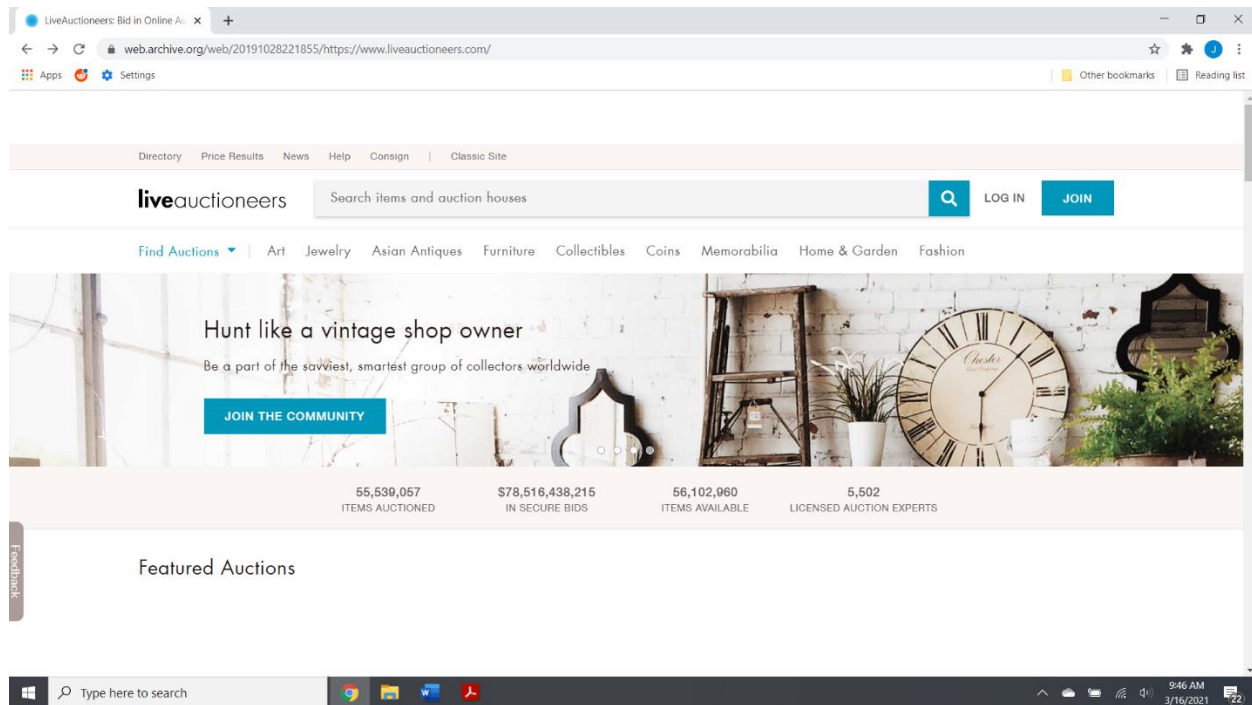 LiveAuctioneers: Bid in Online Au
web.archive.org/web/20191028221855/https://www.liveauctioneers.com/
Apps Settings Other bookmarks Reading list
Directory Price Results News Help Consign | Classic Site
liveauctioneers Search items and auction houses LOG IN JOIN
Find Auctions | Art Jewelry Asian Antiques Furniture Collectibles Coins Memorabilia Home & Garden Fashion
Hunt like a vintage shop owner
Be a part of the savviest, smartest group of collectors worldwide
JOIN THE COMMUNITY
Chester
55,539,057 $78,516,438,215 56,102,960 5,502
ITEMS AUCTIONED IN SECURE BIDS ITEMS AVAILABLE LICENSED AUCTION EXPERTS
Feedback
Featured Auctions
Type here to search
9:46 AM
3/16/2021
22